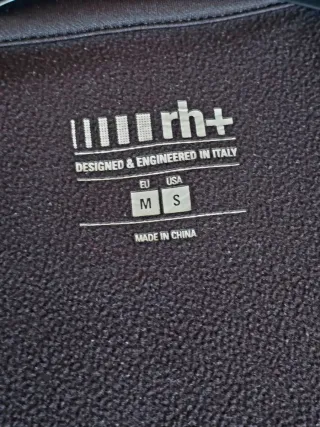 rh+
DESIGNED & ENGINEERED IN ITALY
EU USA
M S
MADE IN CHINA